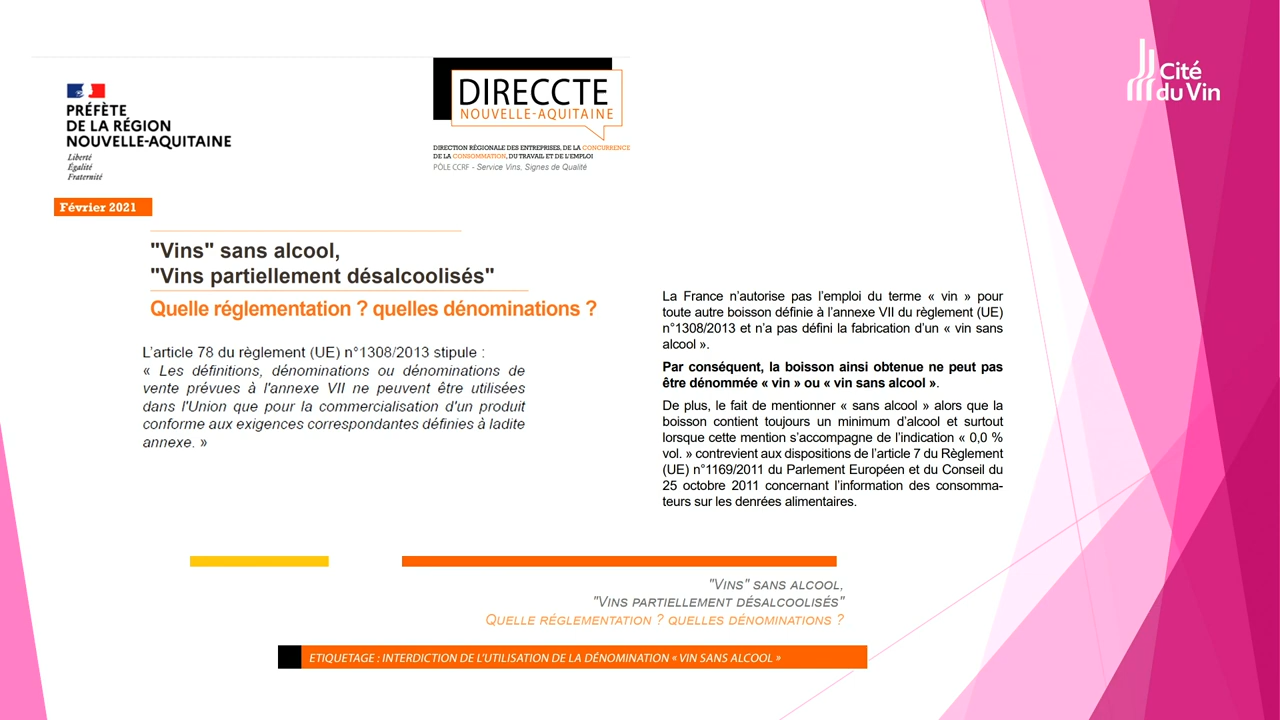 Cité
du Vin
PRÉFÈTE
DE LA RÉGION
NOUVELLE-AQUITAINE
Liberté
Égalité
Fraternité
DIRECCTE
NOUVELLE-AQUITAINE
DIRECTION RÉGIONALE DES ENTREPRISES, DE LA CONCURRENCE
DE LA CONSOMMATION, DU TRAVAIL ET DE L'EMPLOI
PÔLE CCRF - Service Vins, Signes de Qualité
Février 2021
"Vins" sans alcool,
"Vins partiellement désalcoolisés"
Quelle réglementation ? quelles dénominations ?
L'article 78 du règlement (UE) n°1308/2013 stipule :
« Les définitions, dénominations ou dénominations de
vente prévues à l'annexe VII ne peuvent être utilisées
dans l'Union que pour la commercialisation d'un produit
conforme aux exigences correspondantes définies à ladite
annexe. »
La France n'autorise pas l'emploi du terme « vin » pour
toute autre boisson définie à l'annexe VII du règlement (UE)
n°1308/2013 et n'a pas défini la fabrication d'un « vin sans
alcool ».
Par conséquent, la boisson ainsi obtenue ne peut pas
être dénommée « vin » ou « vin sans alcool ».
De plus, le fait de mentionner « sans alcool » alors que la
boisson contient toujours un minimum d'alcool et surtout
lorsque cette mention s'accompagne de l'indication « 0,0 %
vol. » contrevient aux dispositions de l'article 7 du Règlement
(UE) n°1169/2011 du Parlement Européen et du Conseil du
25 octobre 2011 concernant l'information des consomma-
teurs sur les denrées alimentaires.
"VINS" SANS ALCOOL,
"VINS PARTIELLEMENT DÉSALCOOLISÉS"
QUELLE RÉGLEMENTATION ? QUELLES DÉNOMINATIONS ?
ETIQUETAGE : INTERDICTION DE L'UTILISATION DE LA DÉNOMINATION « VIN SANS ALCOOL »